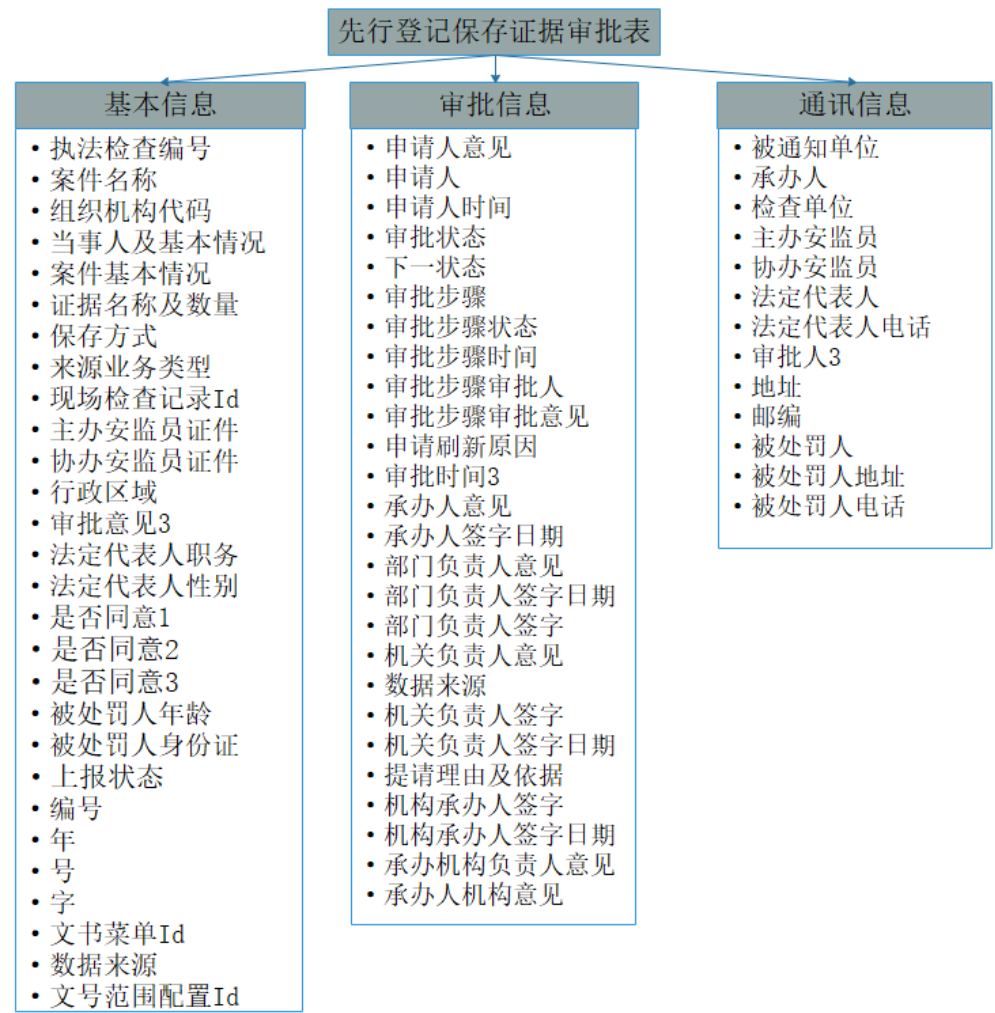 先行登记保存证据审批表
基本信息
• 执法检查编号
• 案件名称
• 组织机构代码
• 当事人及基本情况
• 案件基本情况
• 证据名称及数量
• 保存方式
• 来源业务类型
• 现场检查记录Id
• 主办安监员证件
• 协办安监员证件
• 行政区域
• 审批意见3
• 法定代表人职务
• 法定代表人性别
• 是否同意1
• 是否同意2
• 是否同意3
• 被处罚人年龄
• 被处罚人身份证
• 上报状态
• 编号
• 年
• 号
• 字
• 文书菜单Id
• 数据来源
• 文号范围配置Id
审批信息
• 申请人意见
• 申请人
• 申请人时间
• 审批状态
• 下一状态
• 审批步骤
• 审批步骤状态
• 审批步骤时间
• 审批步骤审批人
• 审批步骤审批意见
• 申请刷新原因
• 审批时间3
• 承办人意见
• 承办人签字日期
• 部门负责人意见
• 部门负责人签字日期
• 部门负责人签字
• 机关负责人意见
• 数据来源
• 机关负责人签字
• 机关负责人签字日期
• 提请理由及依据
• 机构承办人签字
• 机构承办人签字日期
• 承办机构负责人意见
• 承办人机构意见
通讯信息
• 被通知单位
• 承办人
• 检查单位
• 主办安监员
• 协办安监员
• 法定代表人
• 法定代表人电话
• 审批人3
• 地址
• 邮编
• 被处罚人
• 被处罚人地址
• 被处罚人电话